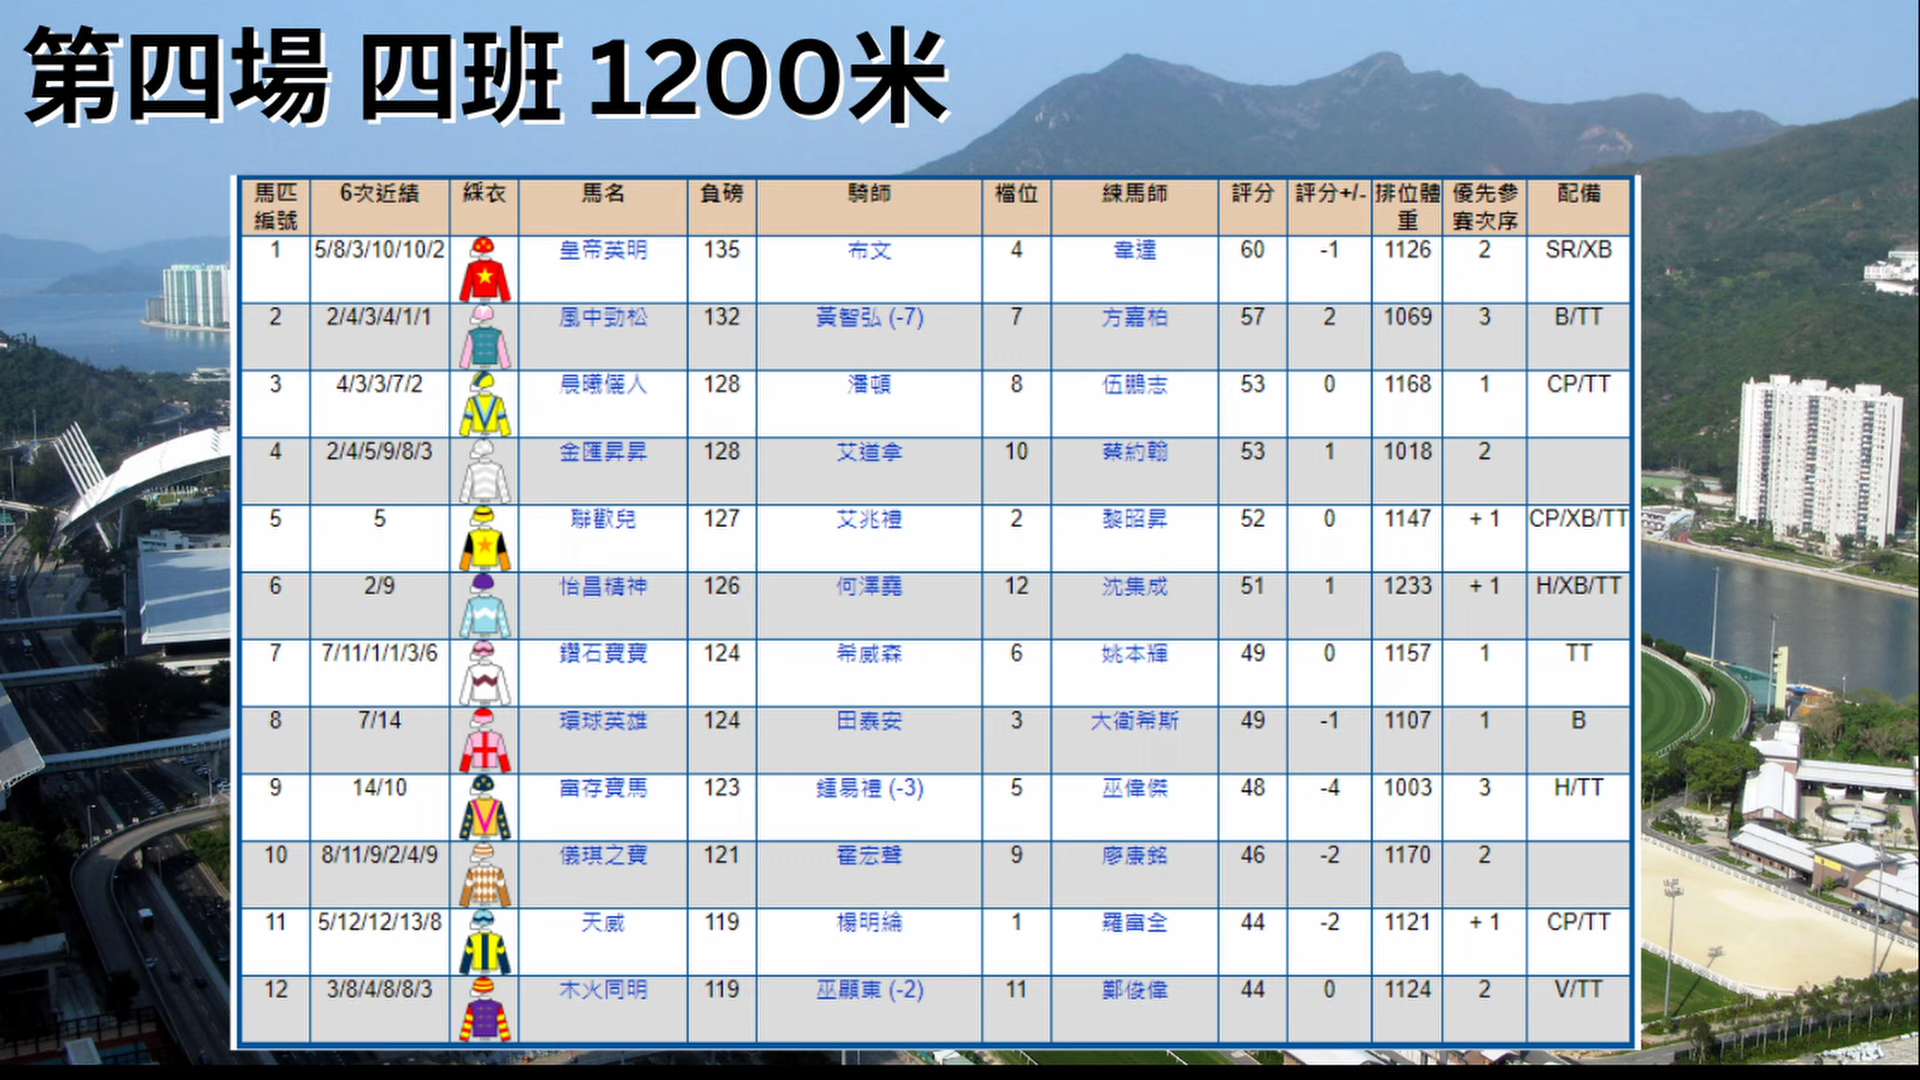 第四場 四班 1200米
馬匹編號 6次近績 綵衣 馬名 負磅 騎師 檔位 練馬師 評分 評分+/- 排位體重 優先參賽次序 配備
1 5/8/3/10/10/2 皇帝英明 135 布文 4 韋達 60 -1 1126 2 SR/XB
2 2/4/3/4/1/1 風中勁松 132 黃智弘 (-7) 7 方嘉柏 57 2 1069 3 B/TT
3 4/3/3/7/2 晨曦儷人 128 潘頓 8 伍鵬志 53 0 1168 1 CP/TT
4 2/4/5/9/8/3 金匯昇昇 128 艾道拿 10 蔡約翰 53 1 1018 2
5 5 聯歡兒 127 艾兆禮 2 黎昭昇 52 0 1147 + 1 CP/XB/TT
6 2/9 怡昌精神 126 何澤堯 12 沈集成 51 1 1233 + 1 H/XB/TT
7 7/11/1/1/3/6 鑽石寶寶 124 希威森 6 姚本輝 49 0 1157 1 TT
8 7/14 環球英雄 124 田泰安 3 大衛希斯 49 -1 1107 1 B
9 14/10 富存寶馬 123 鍾易禮 (-3) 5 巫偉傑 48 -4 1003 3 H/TT
10 8/11/9/2/4/9 儀琪之寶 121 霍宏聲 9 廖康銘 46 -2 1170 2
11 5/12/12/13/8 天威 119 楊明綸 1 羅富全 44 -2 1121 + 1 CP/TT
12 3/8/4/8/8/3 木火同明 119 巫顯東 (-2) 11 鄭俊偉 44 0 1124 2 V/TT